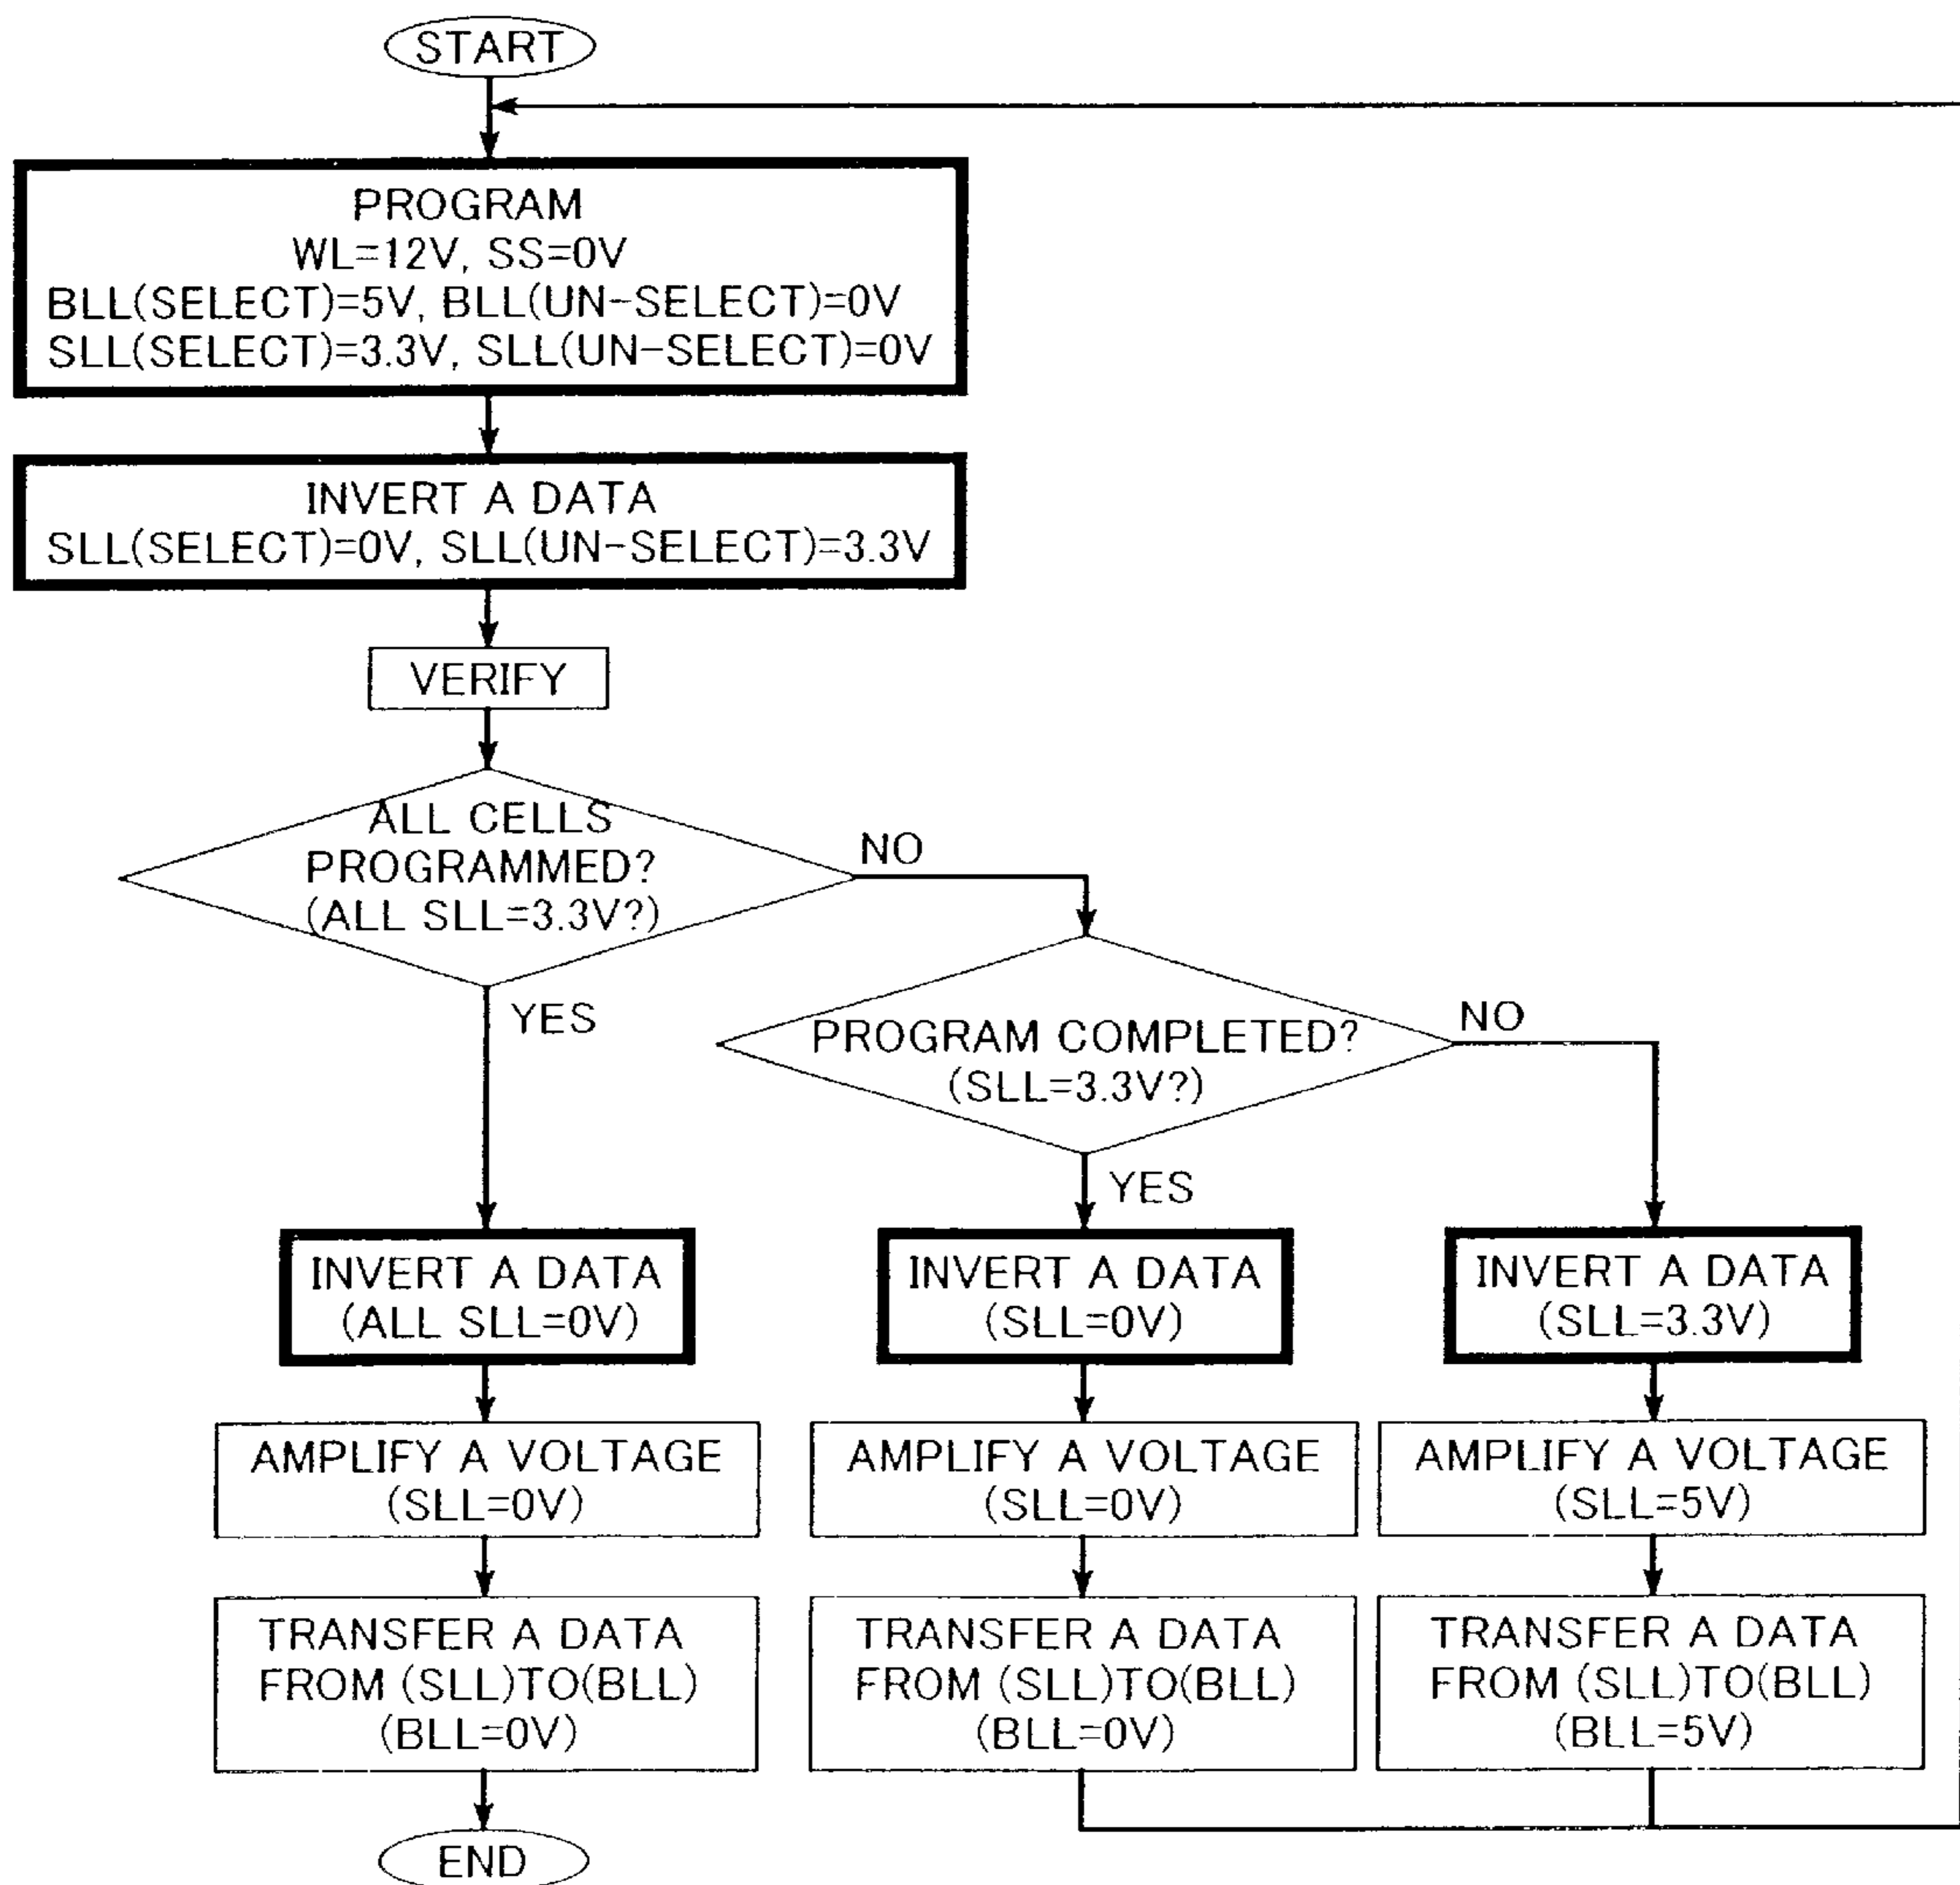 START
PROGRAM
WL=12V, SS=0V
BLL(SELECT)=5V, BLL(UN-SELECT)=0V
SLL(SELECT)=3.3V, SLL(UN-SELECT)=0V
INVERT A DATA
SLL(SELECT)=0V, SLL(UN-SELECT)=3.3V
VERIFY
ALL CELLS
PROGRAMMED?
(ALL SLL=3.3V?)
NO
YES
PROGRAM COMPLETED?
(SLL=3.3V?)
NO
YES
INVERT A DATA
(ALL SLL=0V)
INVERT A DATA
(SLL=0V)
INVERT A DATA
(SLL=3.3V)
AMPLIFY A VOLTAGE
(SLL=0V)
AMPLIFY A VOLTAGE
(SLL=0V)
AMPLIFY A VOLTAGE
(SLL=5V)
TRANSFER A DATA
FROM (SLL)TO(BLL)
(BLL=0V)
TRANSFER A DATA
FROM (SLL)TO(BLL)
(BLL=0V)
TRANSFER A DATA
FROM (SLL)TO(BLL)
(BLL=5V)
END